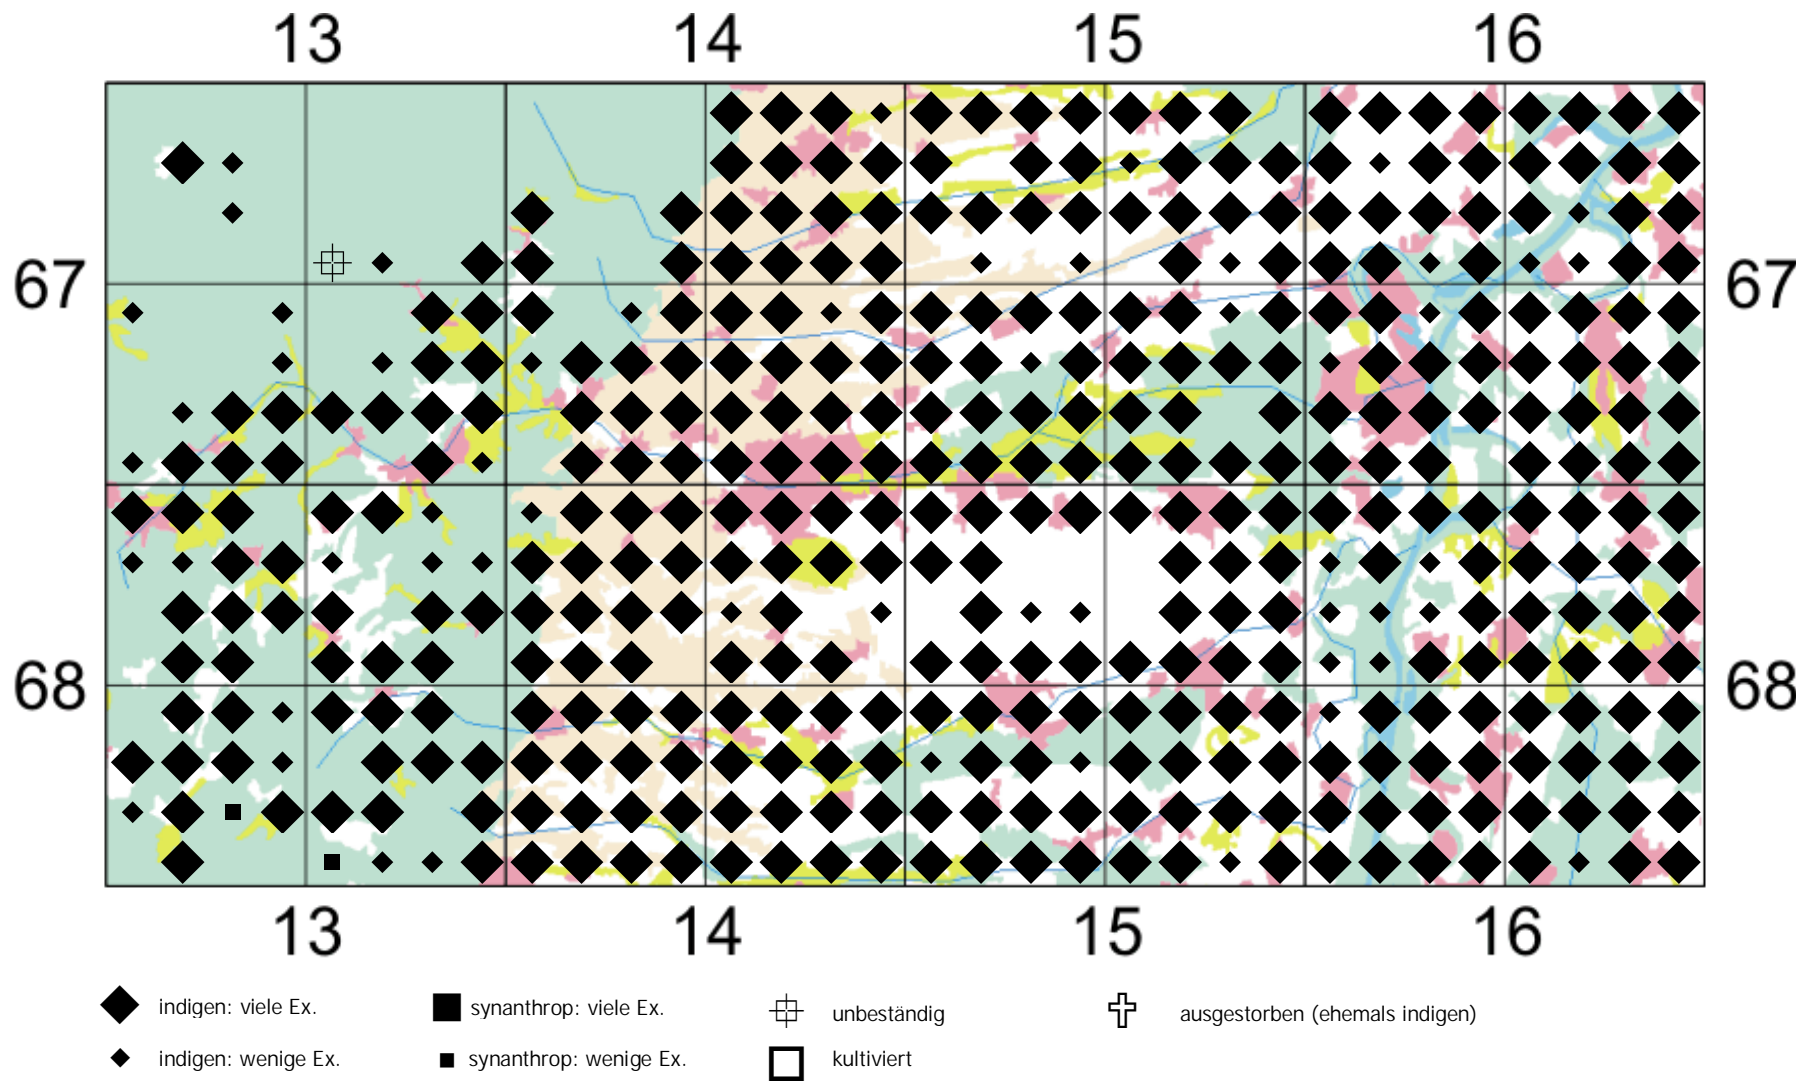 13 14 15 16
67 67
68 68
13 14 15 16
indigen: viele Ex. synanthrop: viele Ex. unbeständig ausgestorben (ehemals indigen)
indigen: wenige Ex. synanthrop: wenige Ex. kultiviert